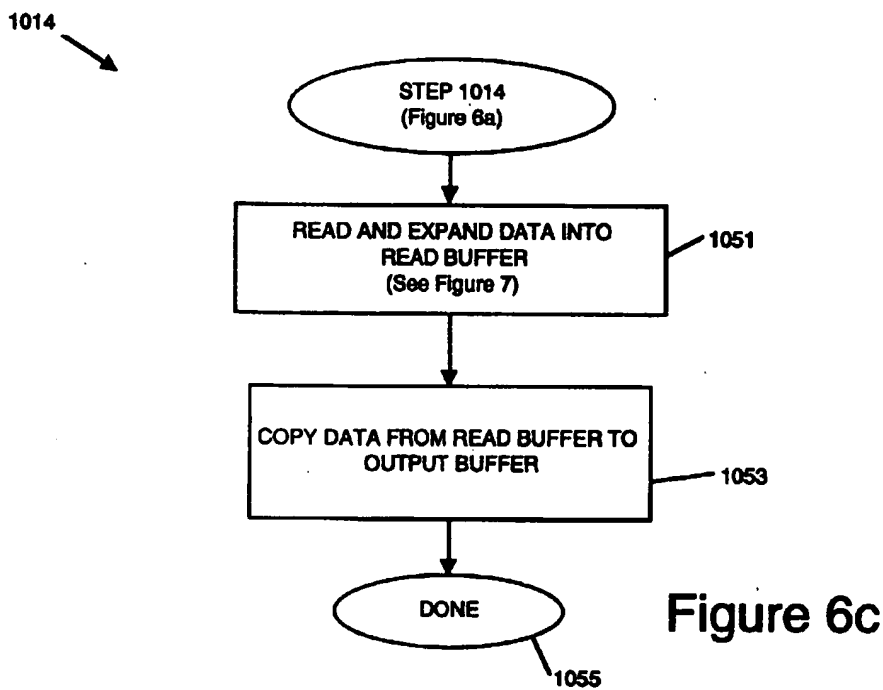 1014
STEP 1014
(Figure 6a)
READ AND EXPAND DATA INTO
READ BUFFER
(See Figure 7)
1051
COPY DATA FROM READ BUFFER TO
OUTPUT BUFFER
1053
DONE
Figure 6c
1055